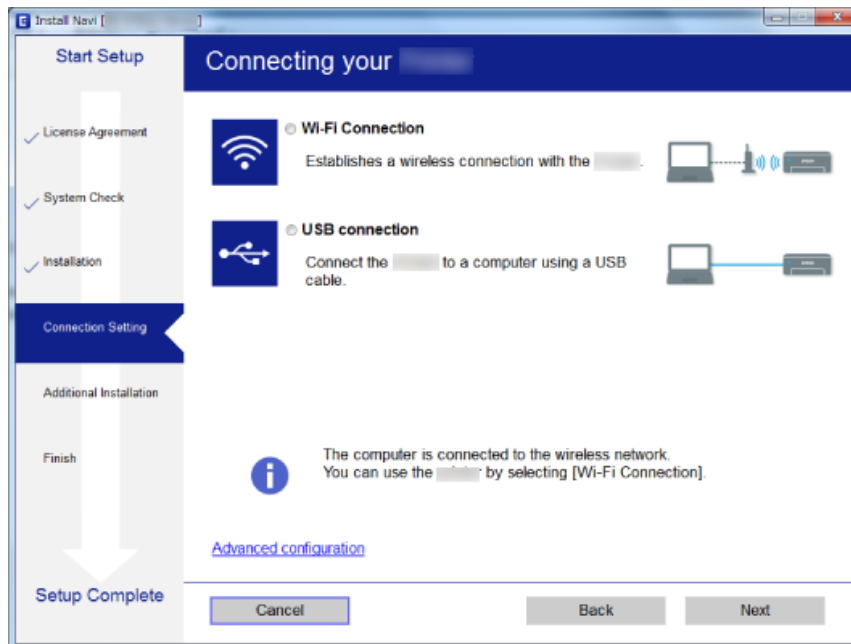 Install Navi [ ]
Start Setup
Connecting your
License Agreement
System Check
Installation
Connection Setting
Additional Installation
Finish
Setup Complete
Wi-Fi Connection
Establishes a wireless connection with the .
USB connection
Connect the to a computer using a USB
cable.
The computer is connected to the wireless network.
You can use the by selecting [Wi-Fi Connection].
Advanced configuration
Cancel
Back
Next